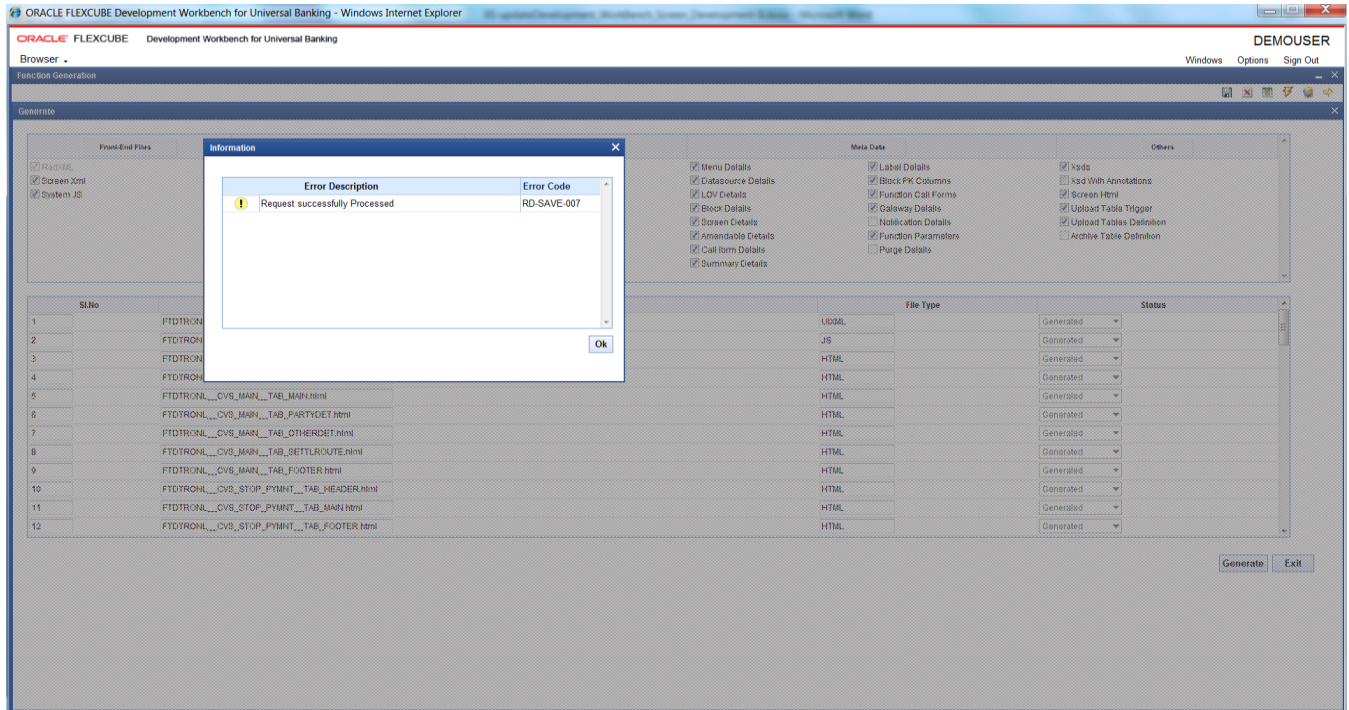 ORACLE FLEXCUBE Development Workbench for Universal Banking - Windows Internet Explorer
ORACLE FLEXCUBE Development Workbench for Universal Banking
DEMOUSER
Browser
Windows Options Sign Out
Function Generation
Generate
Front-End Files Meta Data Others
Information
RadXML Menu Details Label Details Xsds
Screen Xml Datasource Details Block PK Columns Xsd With Annotations
System JS LOV Details Function Call Forms Screen Html
Block Details Gateway Details Upload Table Trigger
Screen Details Notification Details Upload Tables Definition
Amendable Details Function Parameters Archive Table Definition
Call form Details Purge Details
Summary Details
Error Description Error Code
Request successfully Processed RD-SAVE-007
Ok
Sl.No File Type Status
1 FTDTRON UIXML Generated
2 FTDTRON JS Generated
3 FTDTRON HTML Generated
4 FTDTRON HTML Generated
5 FTDTRONL__CVS_MAIN__TAB_MAIN.html HTML Generated
6 FTDTRONL__CVS_MAIN__TAB_PARTYDET.html HTML Generated
7 FTDTRONL__CVS_MAIN__TAB_OTHERDET.html HTML Generated
8 FTDTRONL__CVS_MAIN__TAB_SETTLROUTE.html HTML Generated
9 FTDTRONL__CVS_MAIN__TAB_FOOTER.html HTML Generated
10 FTDTRONL__CVS_STOP_PYMNT__TAB_HEADER.html HTML Generated
11 FTDTRONL__CVS_STOP_PYMNT__TAB_MAIN.html HTML Generated
12 FTDTRONL__CVS_STOP_PYMNT__TAB_FOOTER.html HTML Generated
Generate Exit